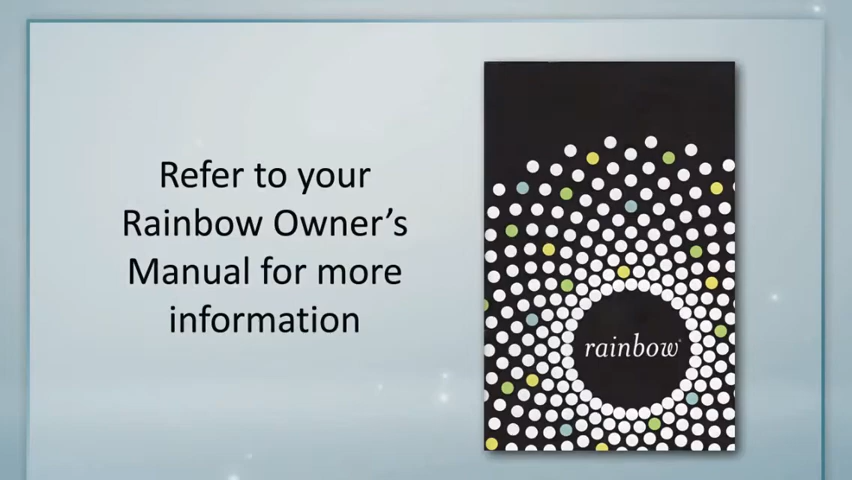 Refer to your
Rainbow Owner's
Manual for more
information
rainbow